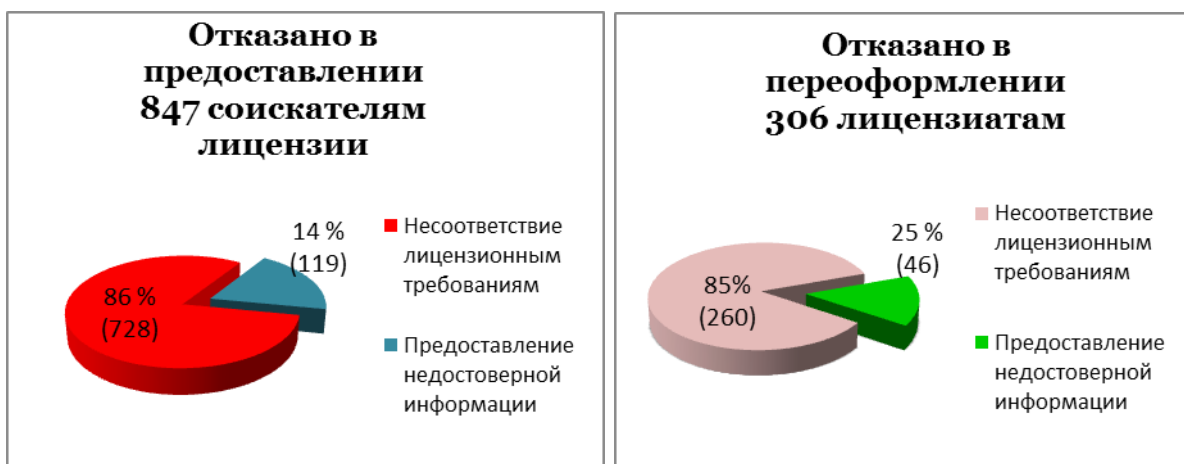 Отказано в
предоставлении
847 соискателям
лицензии
14 %
(119)
86 %
(728)
Несоответствие
лицензионным
требованиям
Предоставление
недостоверной
информации
Отказано в
переоформлении
306 лицензиатам
25 %
(46)
85%
(260)
Несоответствие
лицензионным
требованиям
Предоставление
недостоверной
информации